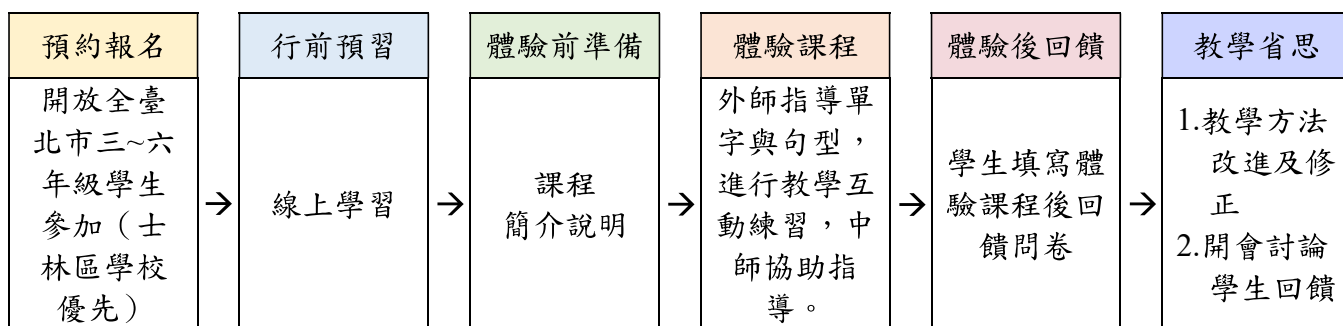 預約報名
開放全臺
北市三~六
年級學生
參加（士
林區學校
優先）
→
行前預習
線上學習
→
體驗前準備
課程
簡介說明
→
體驗課程
外師指導單
字與句型，
進行教學互
動練習，中
師協助指
導。
→
體驗後回饋
學生填寫體
驗課程後回
饋問卷
→
教學省思
1.教學方法
改進及修
正
2.開會討論
學生回饋